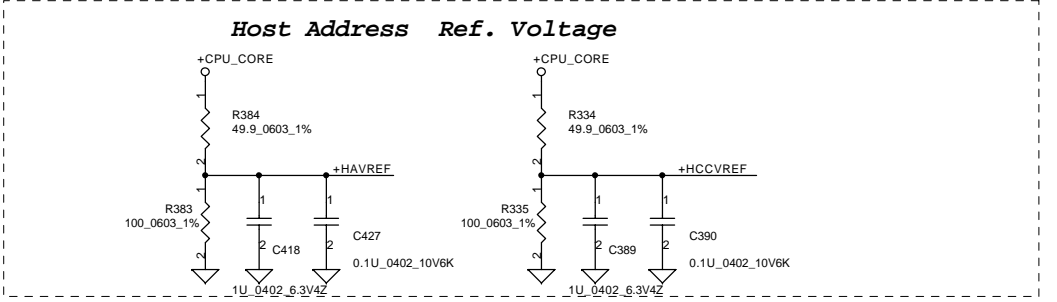 Host Address Ref. Voltage
+CPU_CORE
1
R384
49.9_0603_1%
2
+HAVREF
1
R383
100_0603_1%
2
1
2
C418
1U_0402_6.3V4Z
1
2
C427
0.1U_0402_10V6K
+CPU_CORE
1
R334
49.9_0603_1%
2
+HCCVREF
1
R335
100_0603_1%
2
1
2
C389
1U_0402_6.3V4Z
1
2
C390
0.1U_0402_10V6K